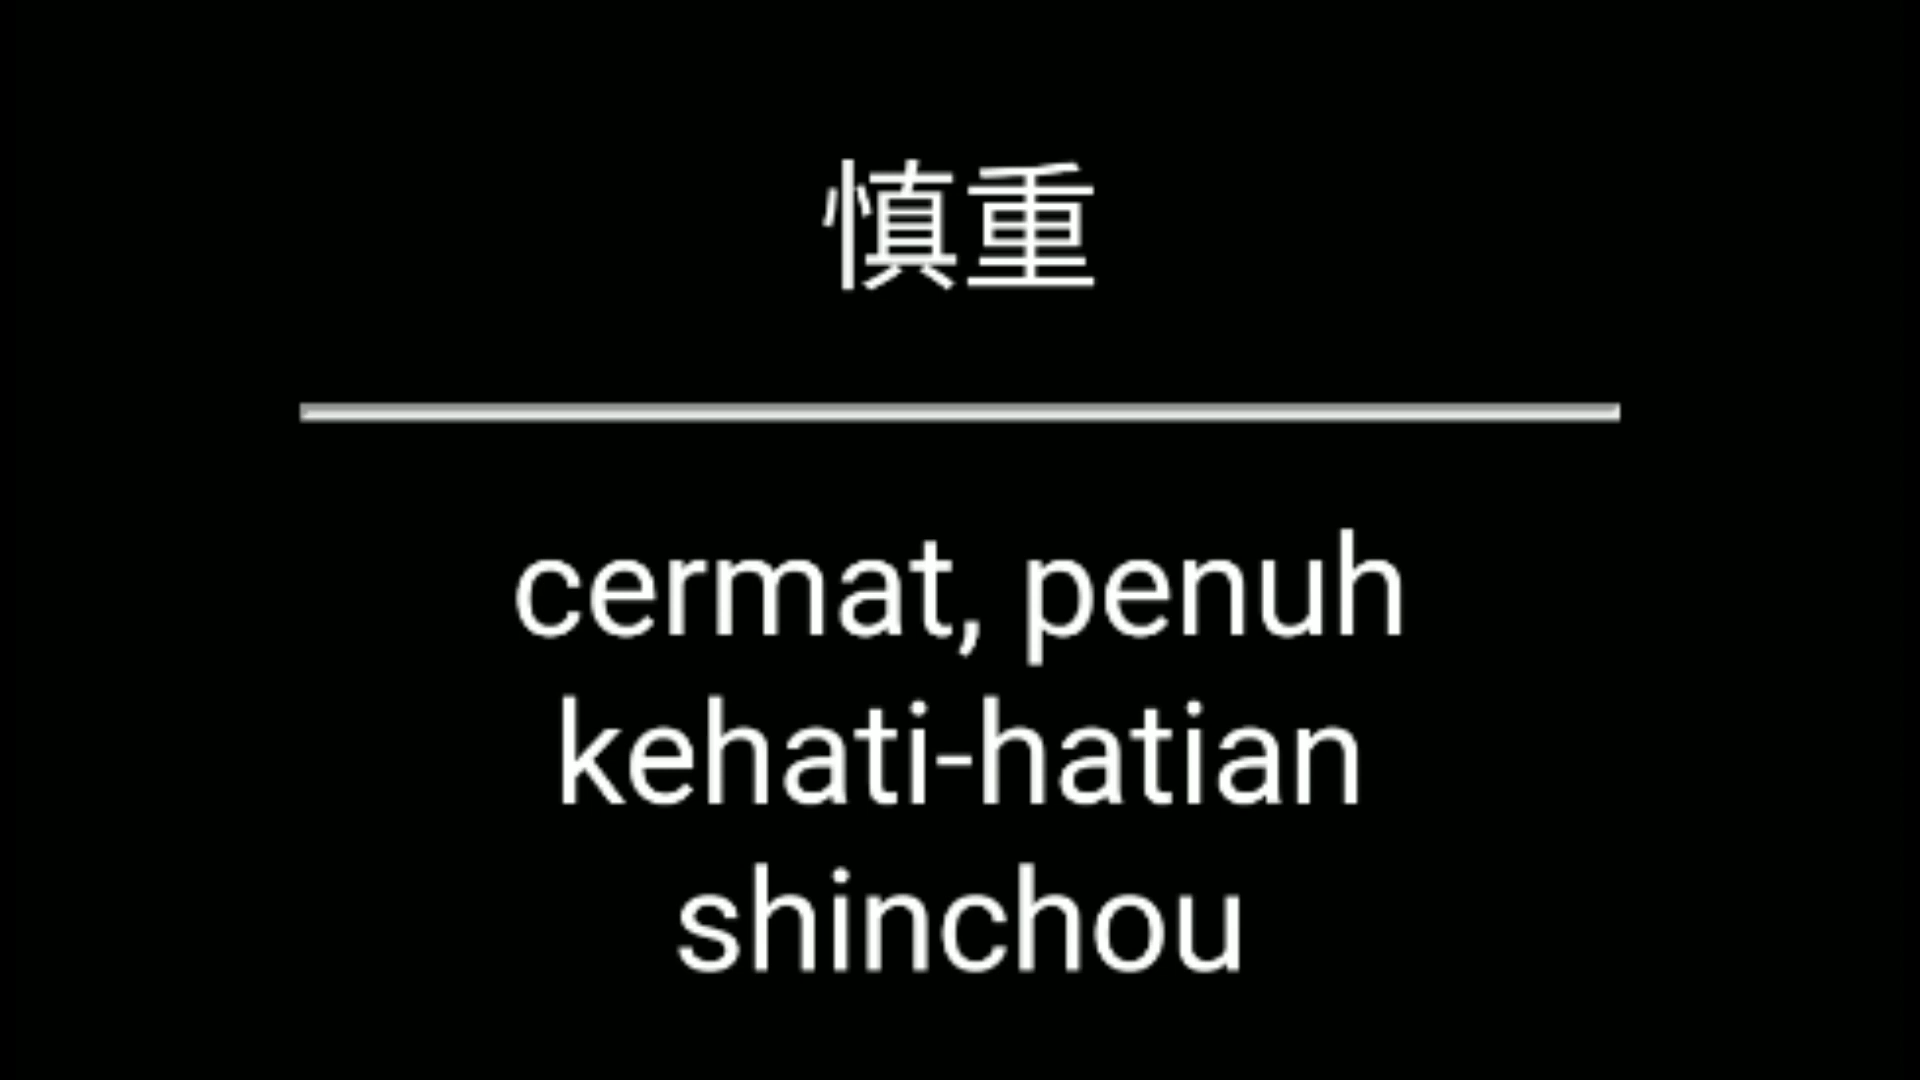 慎重
cermat, penuh
kehati-hatian
shinchou